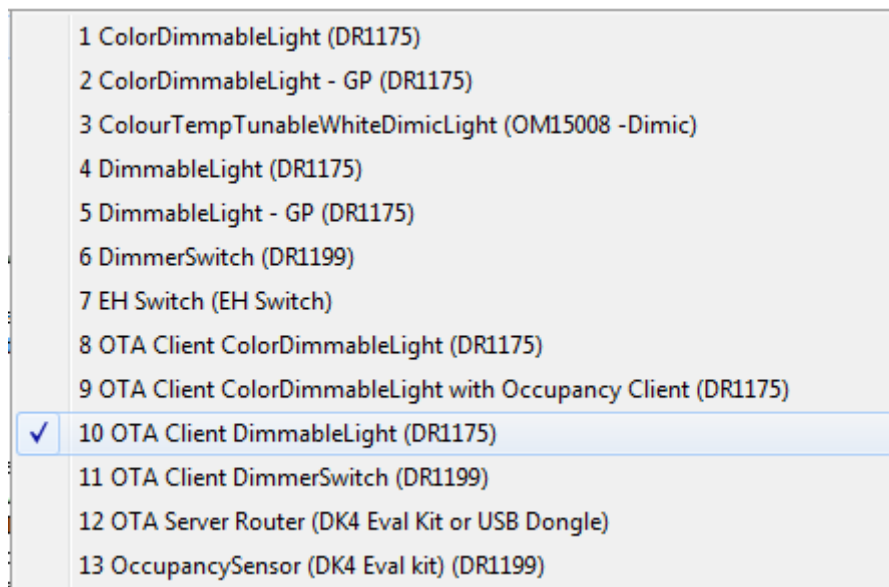 1 ColorDimmableLight (DR1175)
2 ColorDimmableLight - GP (DR1175)
3 ColourTempTunableWhiteDimicLight (OM15008 -Dimic)
4 DimmableLight (DR1175)
5 DimmableLight - GP (DR1175)
6 DimmerSwitch (DR1199)
7 EH Switch (EH Switch)
8 OTA Client ColorDimmableLight (DR1175)
9 OTA Client ColorDimmableLight with Occupancy Client (DR1175)
10 OTA Client DimmableLight (DR1175)
11 OTA Client DimmerSwitch (DR1199)
12 OTA Server Router (DK4 Eval Kit or USB Dongle)
13 OccupancySensor (DK4 Eval kit) (DR1199)